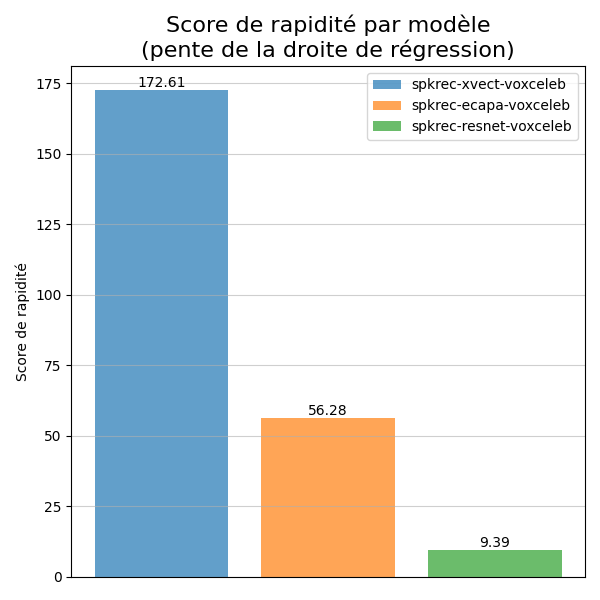 Score de rapidité par modèle
(pente de la droite de régression)
spkrec-xvect-voxceleb
spkrec-ecapa-voxceleb
spkrec-resnet-voxceleb
172.61
56.28
9.39
Score de rapidité
175
150
125
100
75
50
25
0